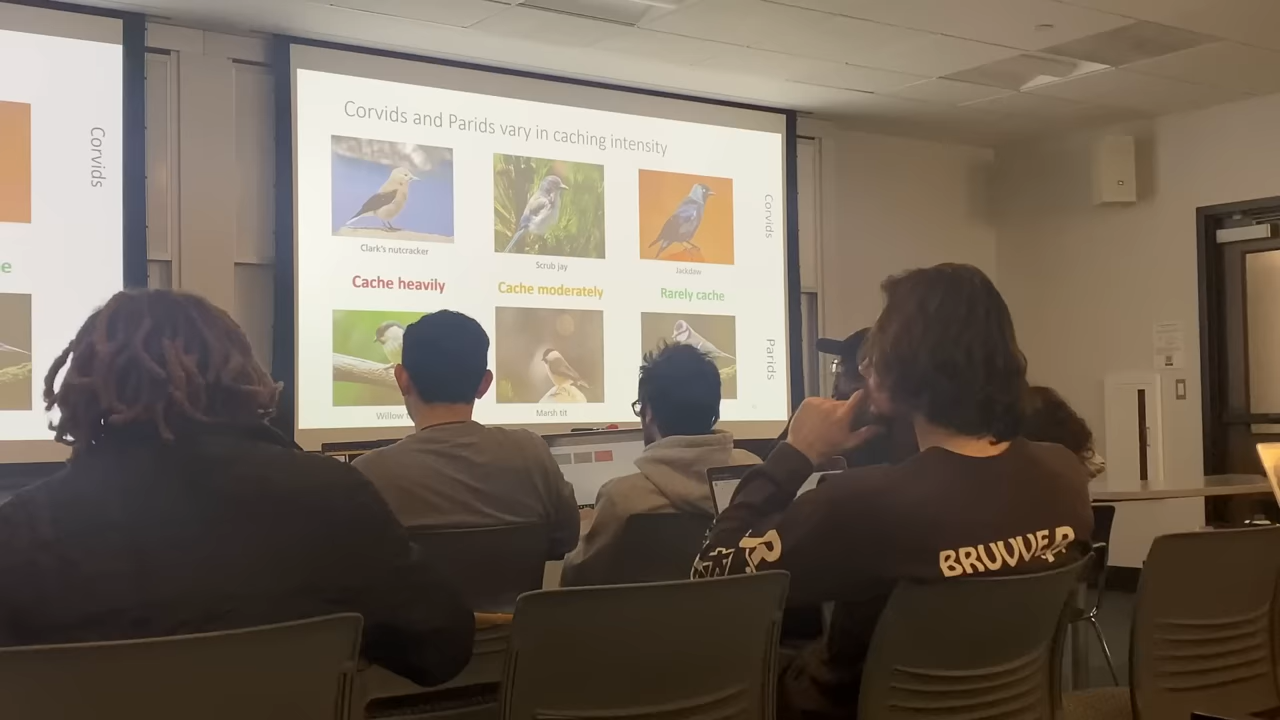 Corvids
e
Corvids and Parids vary in caching intensity
Clark's nutcracker
Scrub jay
Jackdaw
Corvids
Cache heavily
Cache moderately
Rarely cache
Willow
Marsh tit
Parids
BRUVVER
R.